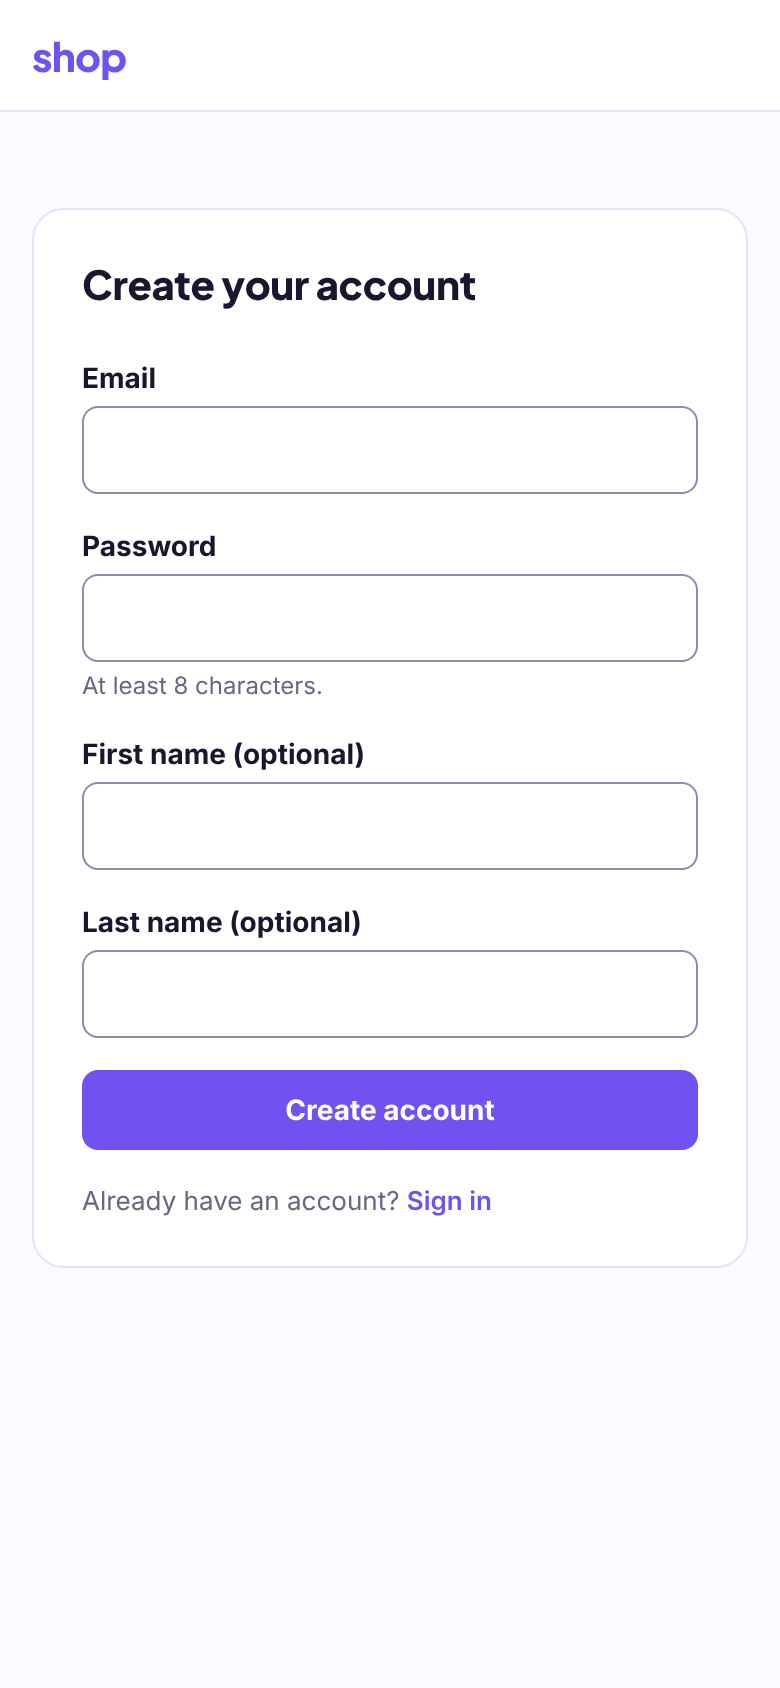 shop
Create your account
Email
Password
At least 8 characters.
First name (optional)
Last name (optional)
Create account
Already have an account? Sign in